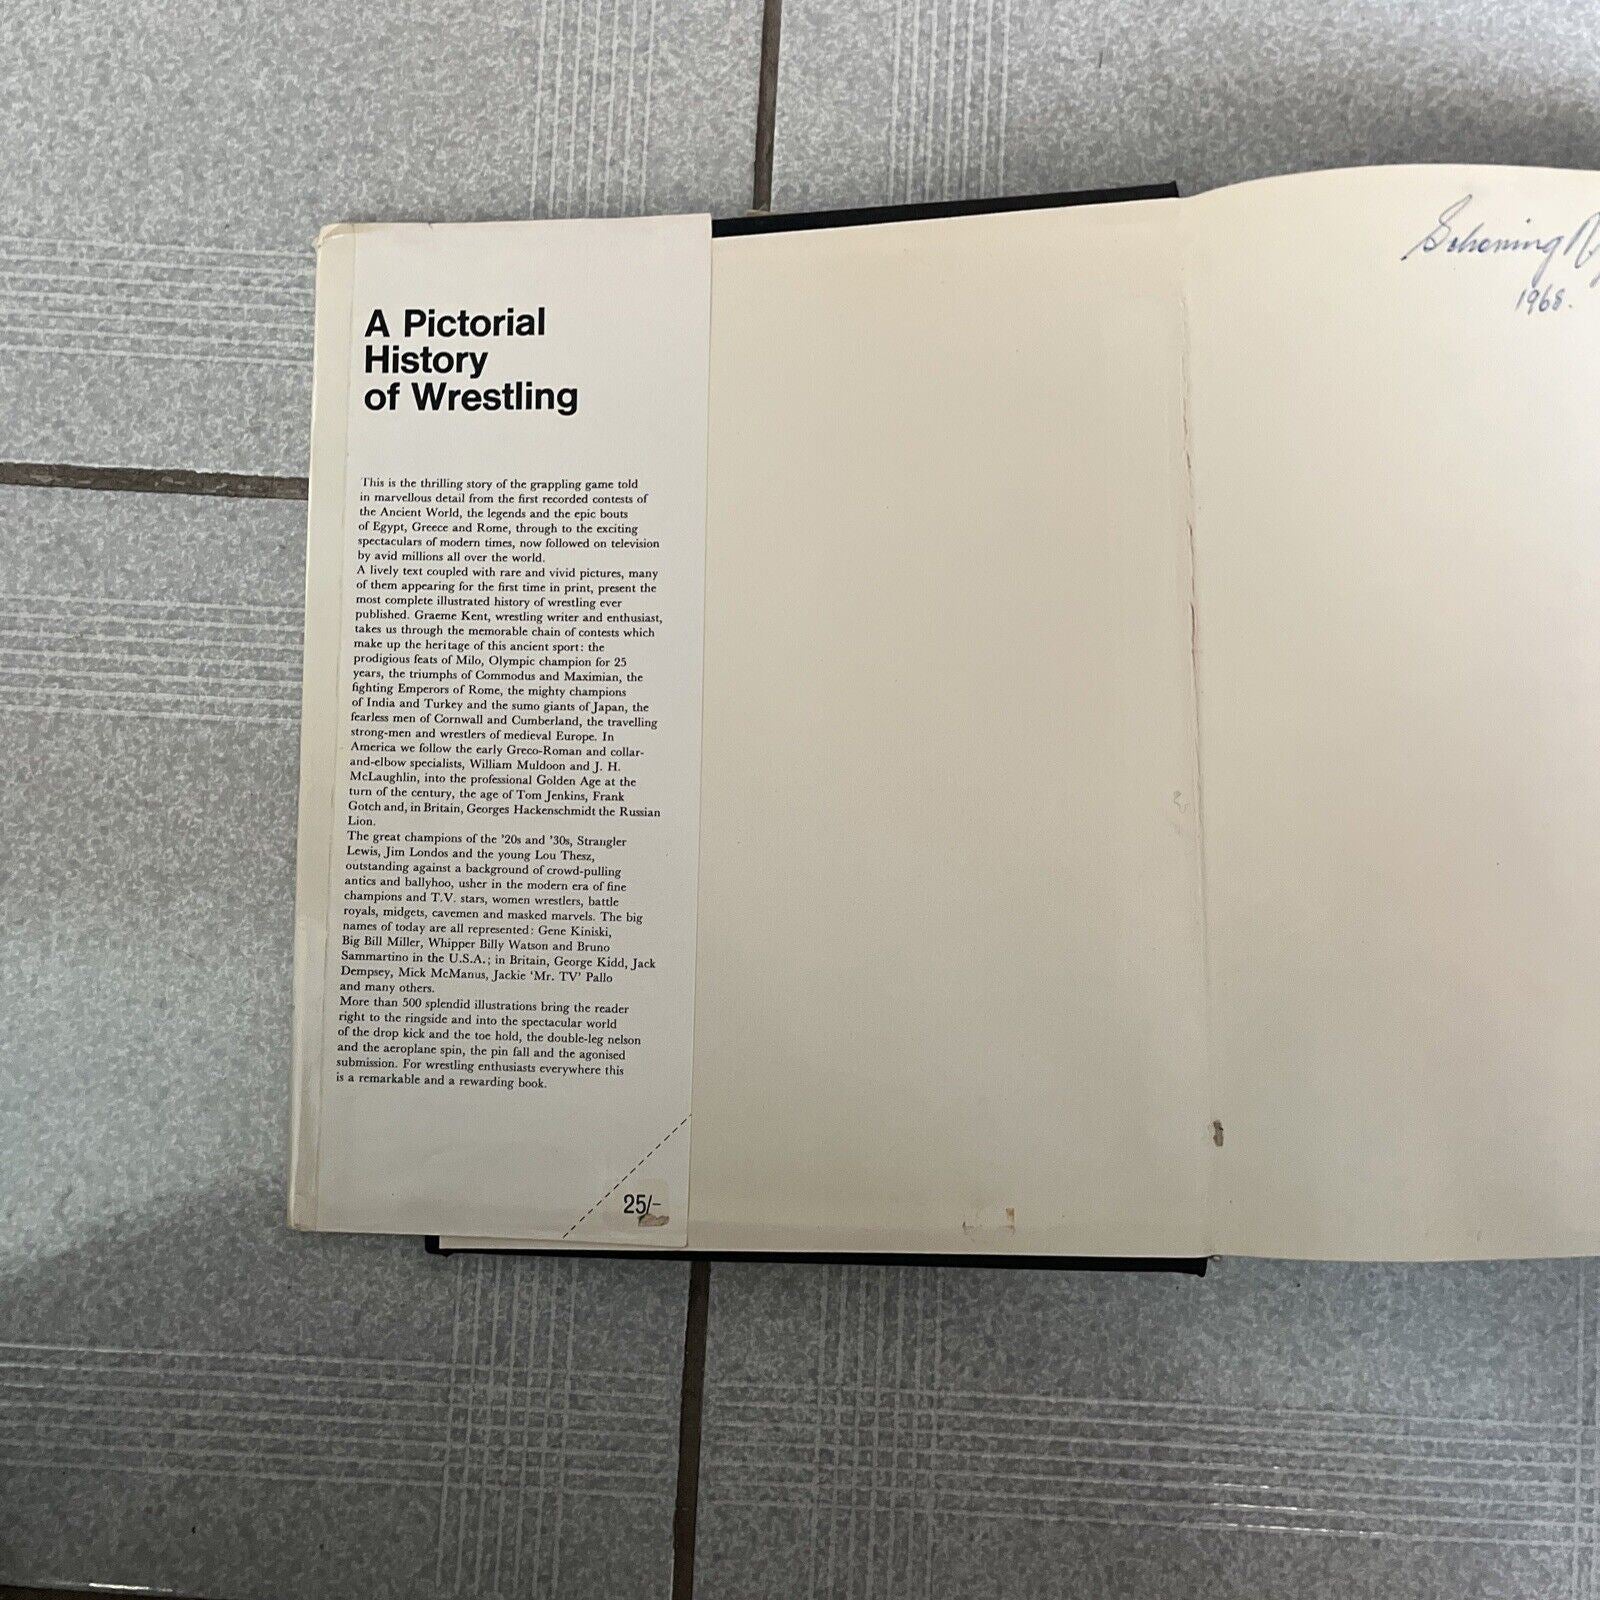 A Pictorial
History
of Wrestling
This is the thrilling story of the grappling game told
in marvellous detail from the first recorded contests of
the Ancient World, the legends and the epic bouts
of Egypt, Greece and Rome, through to the exciting
spectaculars of modern times, now followed on television
by avid millions all over the world.
A lively text coupled with rare and vivid pictures, many
of them appearing for the first time in print, present the
most complete illustrated history of wrestling ever
published. Graeme Kent, wrestling writer and enthusiast,
takes us through the memorable chain of contests which
make up the heritage of this ancient sport: the
prodigious feats of Milo, Olympic champion for 25
years, the triumphs of Commodus and Maximian, the
fighting Emperors of Rome, the mighty champions
of India and Turkey and the sumo giants of Japan, the
fearless men of Cornwall and Cumberland, the travelling
strong-men and wrestlers of medieval Europe. In
America we follow the early Greco-Roman and collar-
and-elbow specialists, William Muldoon and J. H.
McLaughlin, into the professional Golden Age at the
turn of the century, the age of Tom Jenkins, Frank
Gotch and, in Britain, Georges Hackenschmidt the Russian
Lion.
The great champions of the '20s and '30s, Strangler
Lewis, Jim Londos and the young Lou Thesz,
outstanding against a background of crowd-pulling
antics and ballyhoo, usher in the modern era of fine
champions and T.V. stars, women wrestlers, battle
royals, midgets, cavemen and masked marvels. The big
names of today are all represented: Gene Kiniski,
Big Bill Miller, Whipper Billy Watson and Bruno
Sammartino in the U.S.A.; in Britain, George Kidd, Jack
Dempsey, Mick McManus, Jackie 'Mr. TV' Pallo
and many others.
More than 500 splendid illustrations bring the reader
right to the ringside and into the spectacular world
of the drop kick and the toe hold, the double-leg nelson
and the aeroplane spin, the pin fall and the agonised
submission. For wrestling enthusiasts everywhere this
is a remarkable and a rewarding book.
25/-
1968.